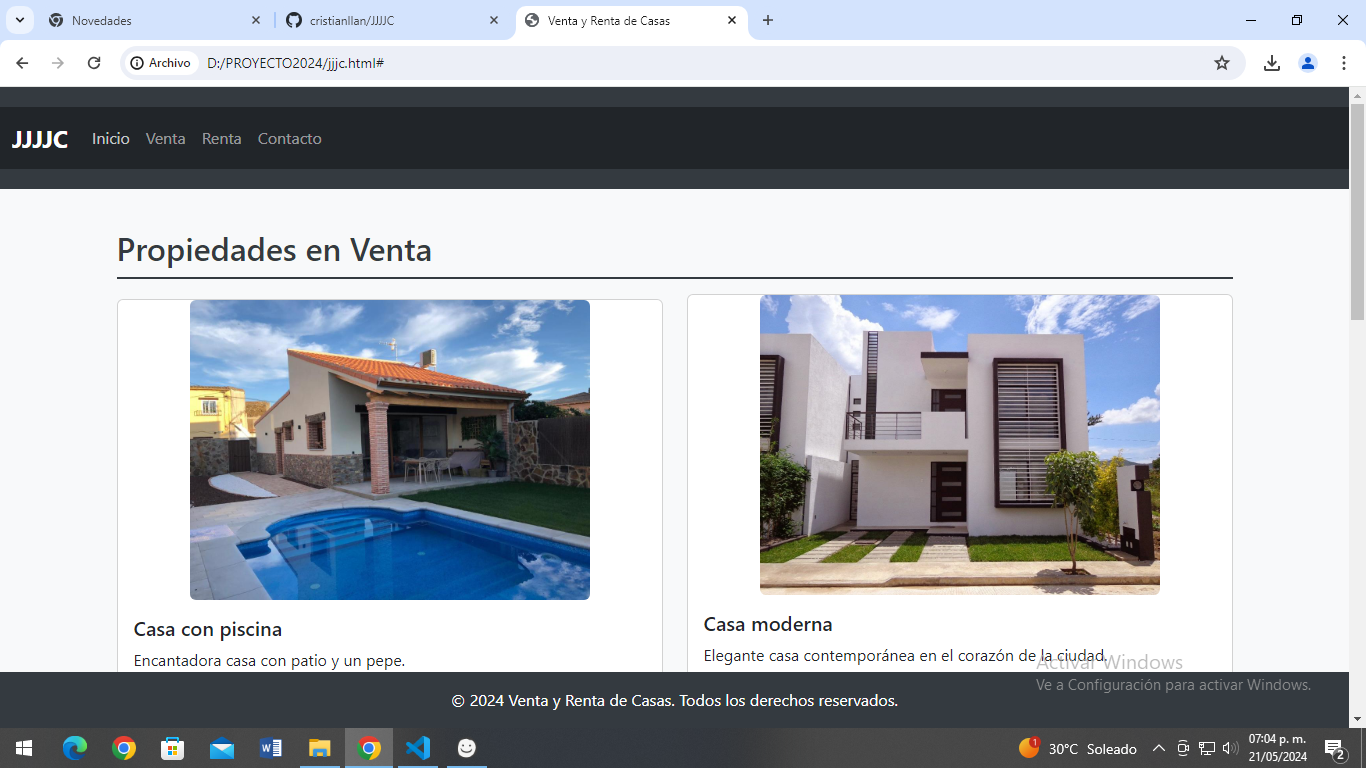 Novedades
cristianllan/JJJJC
Venta y Renta de Casas
Archivo
D:/PROYECTO2024/jjjc.html#
JJJJC
Inicio
Venta
Renta
Contacto
Propiedades en Venta
Casa con piscina
Encantadora casa con patio y un pepe.
Casa moderna
Elegante casa contemporánea en el corazón de la ciudad.
Activar Windows
Ve a Configuración para activar Windows.
© 2024 Venta y Renta de Casas. Todos los derechos reservados.
1
30°C Soleado
07:04 p. m.
21/05/2024
2